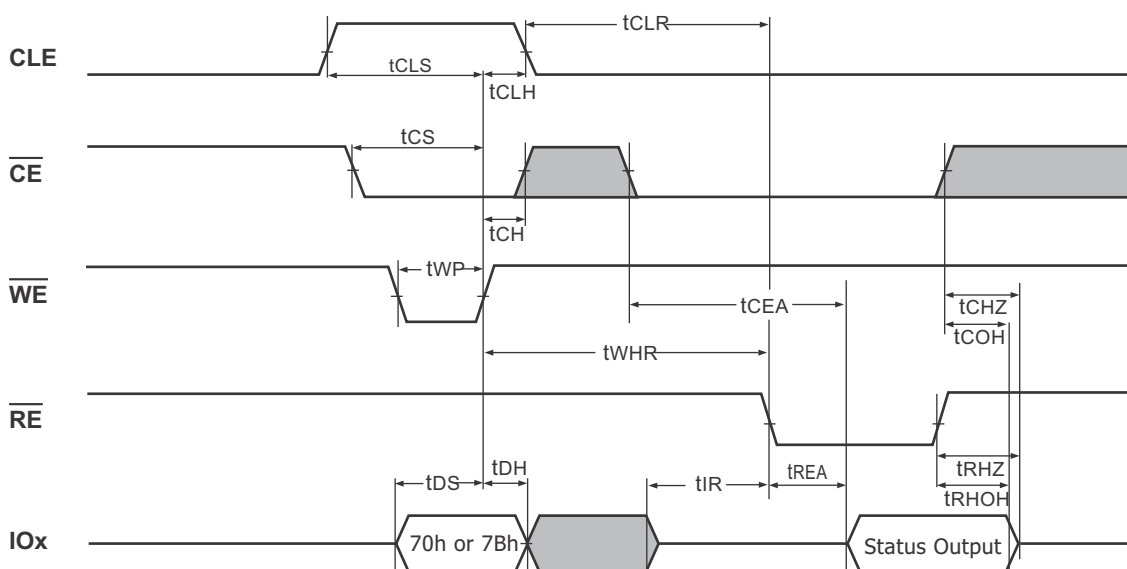 CLE
tCLR
tCLS
tCLH
CE
tCS
tCH
WE
tWP
tCEA
tCHZ
tCOH
tWHR
RE
tDS
tDH
tIR
tREA
tRHZ
tRHOH
IOx
70h or 7Bh
Status Output